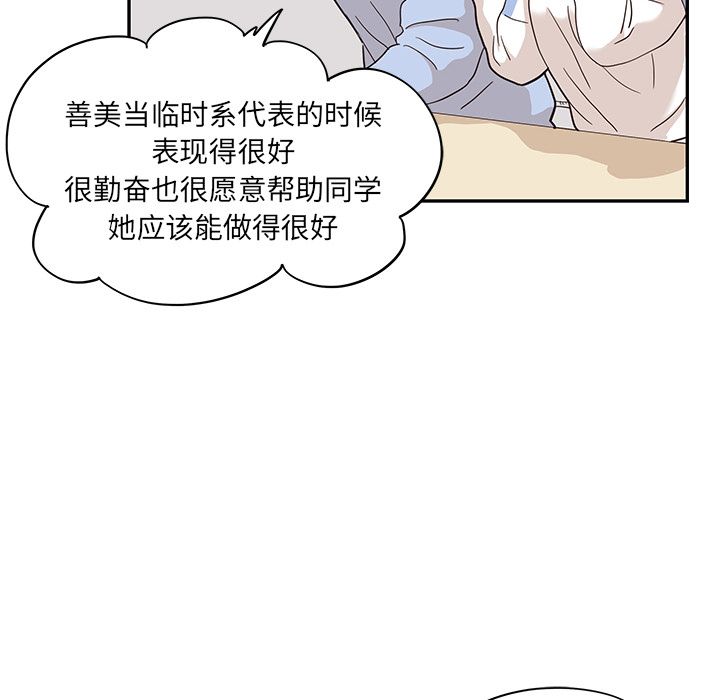 善美当临时系代表的时候
表现得很好
很勤奋也很愿意帮助同学
她应该能做得很好